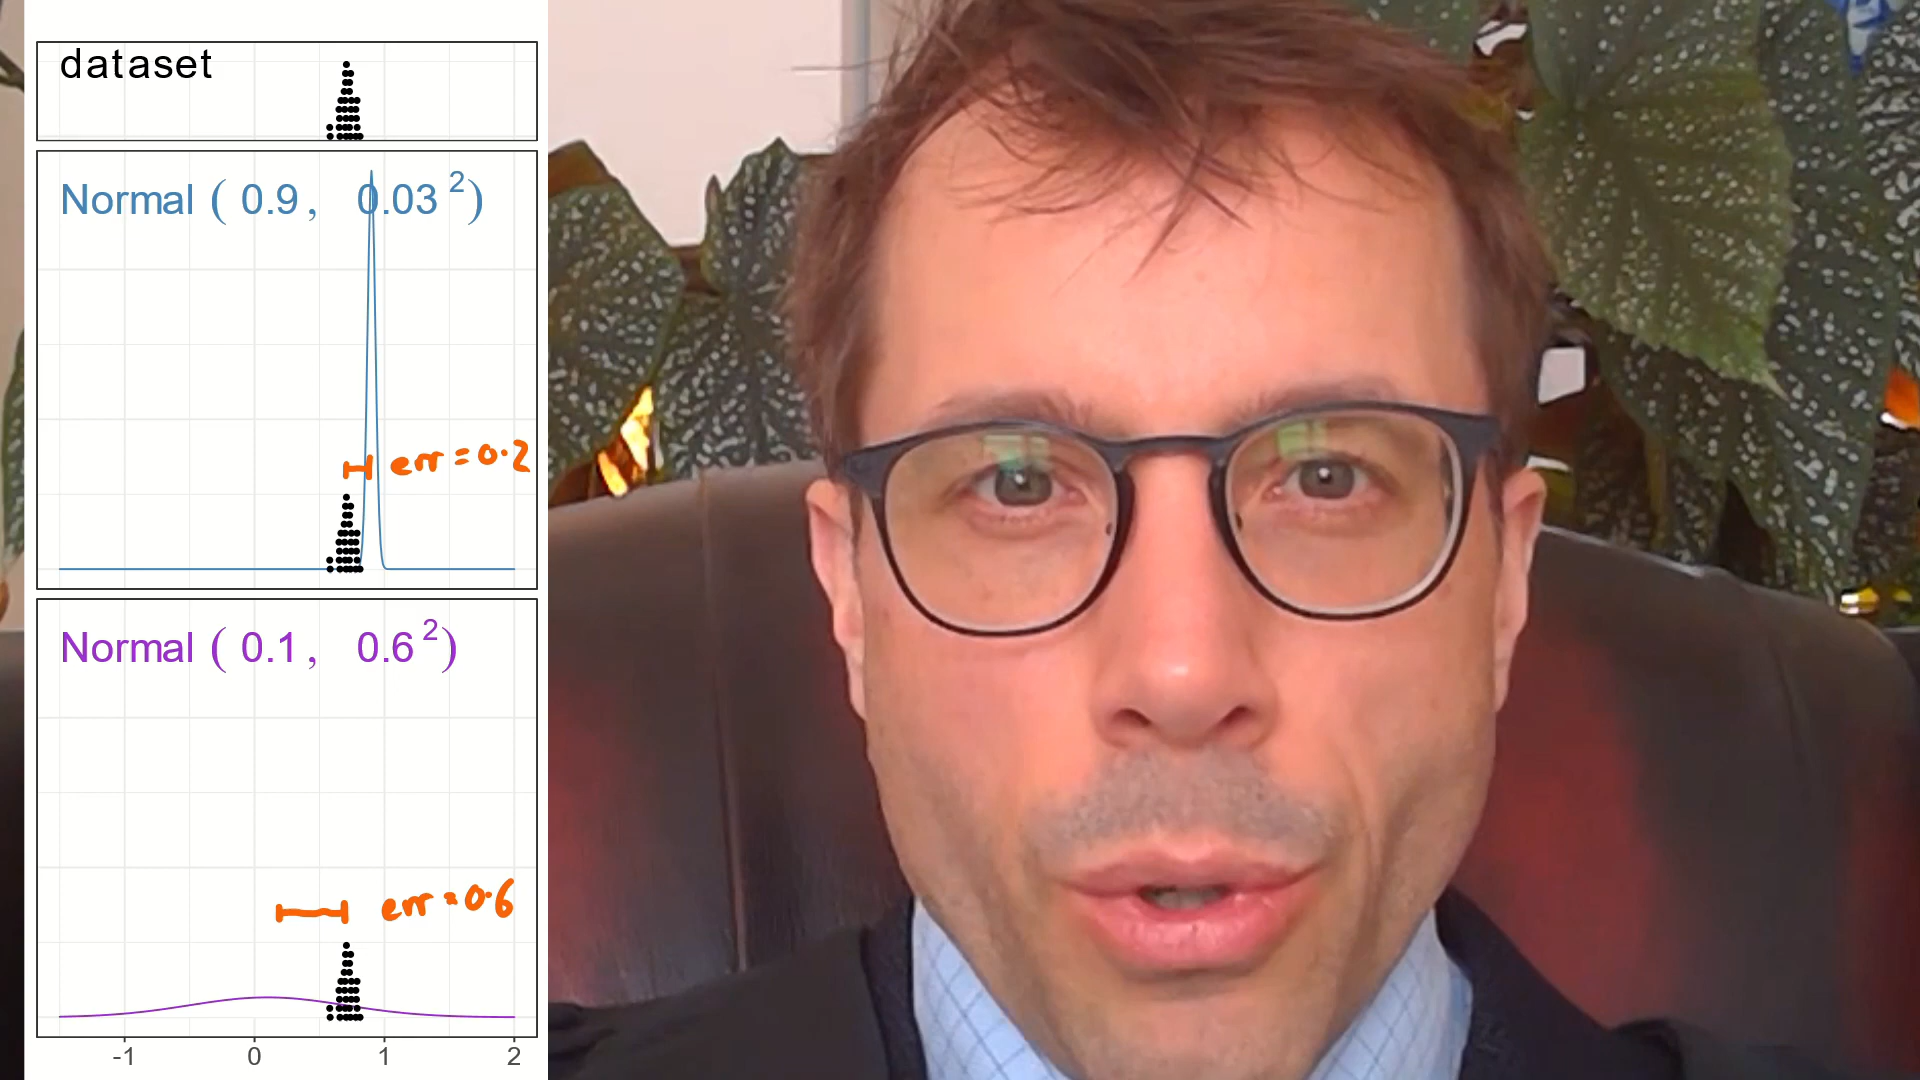 dataset
Normal ( 0.9 , 0.03 ²)
err = 0.2
Normal ( 0.1 , 0.6 ²)
err = 0.6
-1 0 1 2